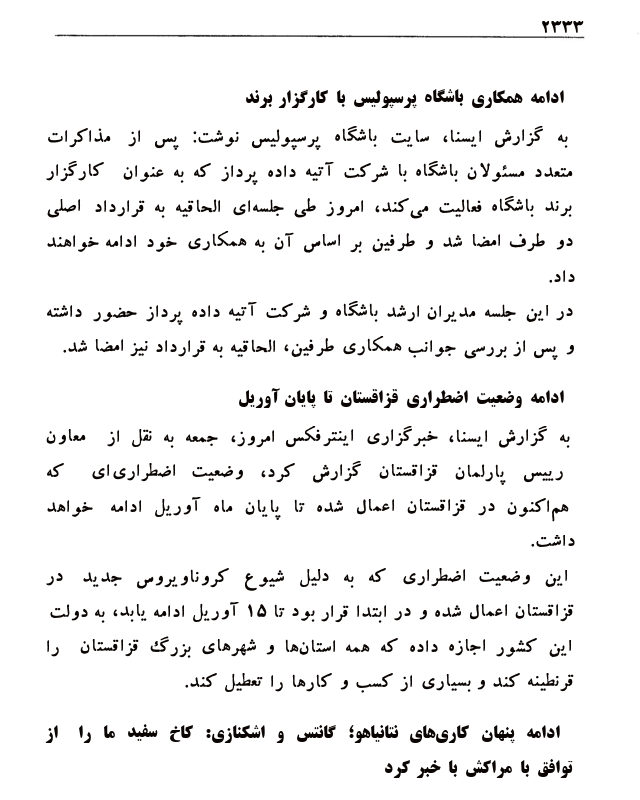 ۲۳۳۳
ادامه همکاری باشگاه پرسپولیس با کارگزار برند
به گزارش ایسنا، سایت باشگاه پرسپولیس نوشت: پس از مذاکرات
متعدد مسئولان باشگاه با شرکت آتیه داده پرداز که به عنوان کارگزار
برند باشگاه فعالیت می‌کند، امروز طی جلسه‌ای الحاقیه به قرارداد اصلی
دو طرف امضا شد و طرفین بر اساس آن به همکاری خود ادامه خواهند
داد.
در این جلسه مدیران ارشد باشگاه و شرکت آتیه داده پرداز حضور داشته
و پس از بررسی جوانب همکاری طرفین، الحاقیه به قرارداد نیز امضا شد.
ادامه وضعیت اضطراری قزاقستان تا پایان آوریل
به گزارش ایسنا، خبرگزاری اینترفکس امروز، جمعه به نقل از معاون
رییس پارلمان قزاقستان گزارش کرد، وضعیت اضطراری‌ای که
هم‌اکنون در قزاقستان اعمال شده تا پایان ماه آوریل ادامه خواهد
داشت.
این وضعیت اضطراری که به دلیل شیوع کروناویروس جدید در
قزاقستان اعمال شده و در ابتدا قرار بود تا ۱۵ آوریل ادامه یابد، به دولت
این کشور اجازه داده که همه استان‌ها و شهرهای بزرگ قزاقستان را
قرنطینه کند و بسیاری از کسب و کارها را تعطیل کند.
ادامه پنهان کاری‌های نتانیاهو؛ گانتس و اشکنازی: کاخ سفید ما را از
توافق با مراکش با خبر کرد